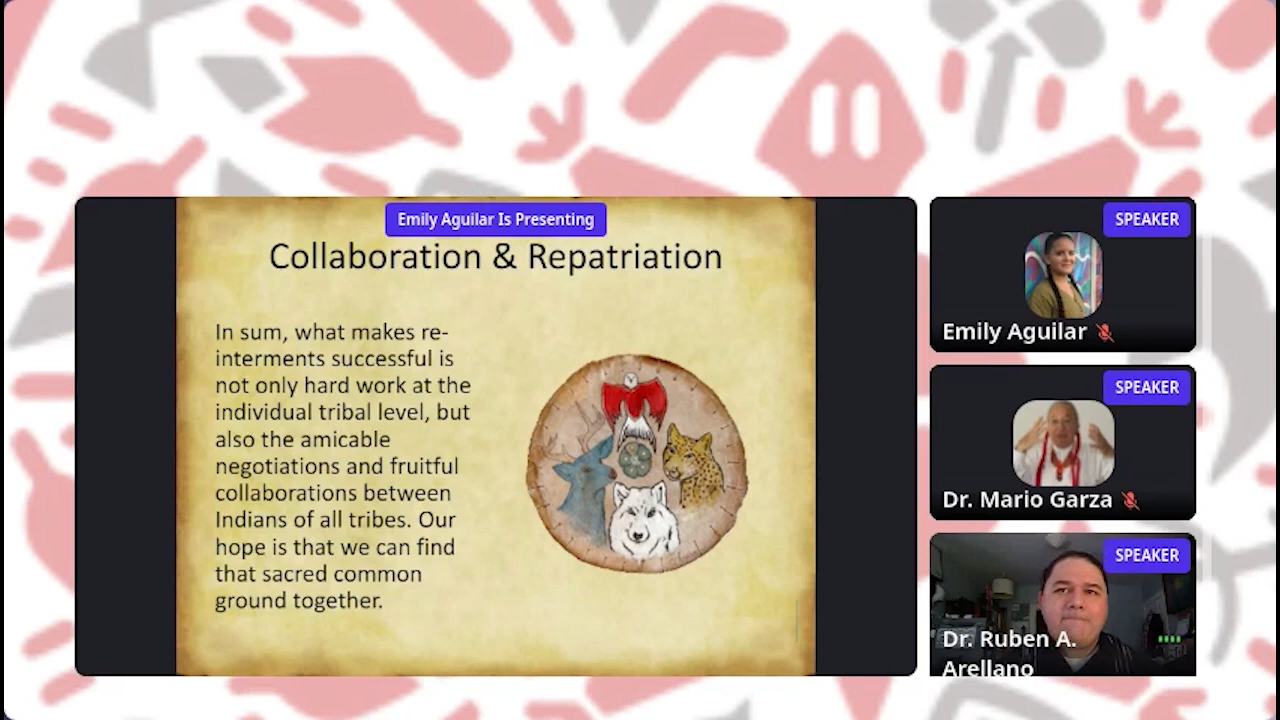 Emily Aguilar Is Presenting
Collaboration & Repatriation
In sum, what makes re-
interments successful is
not only hard work at the
individual tribal level, but
also the amicable
negotiations and fruitful
collaborations between
Indians of all tribes. Our
hope is that we can find
that sacred common
ground together.
SPEAKER
Emily Aguilar
SPEAKER
Dr. Mario Garza
SPEAKER
Dr. Ruben A.
Arellano